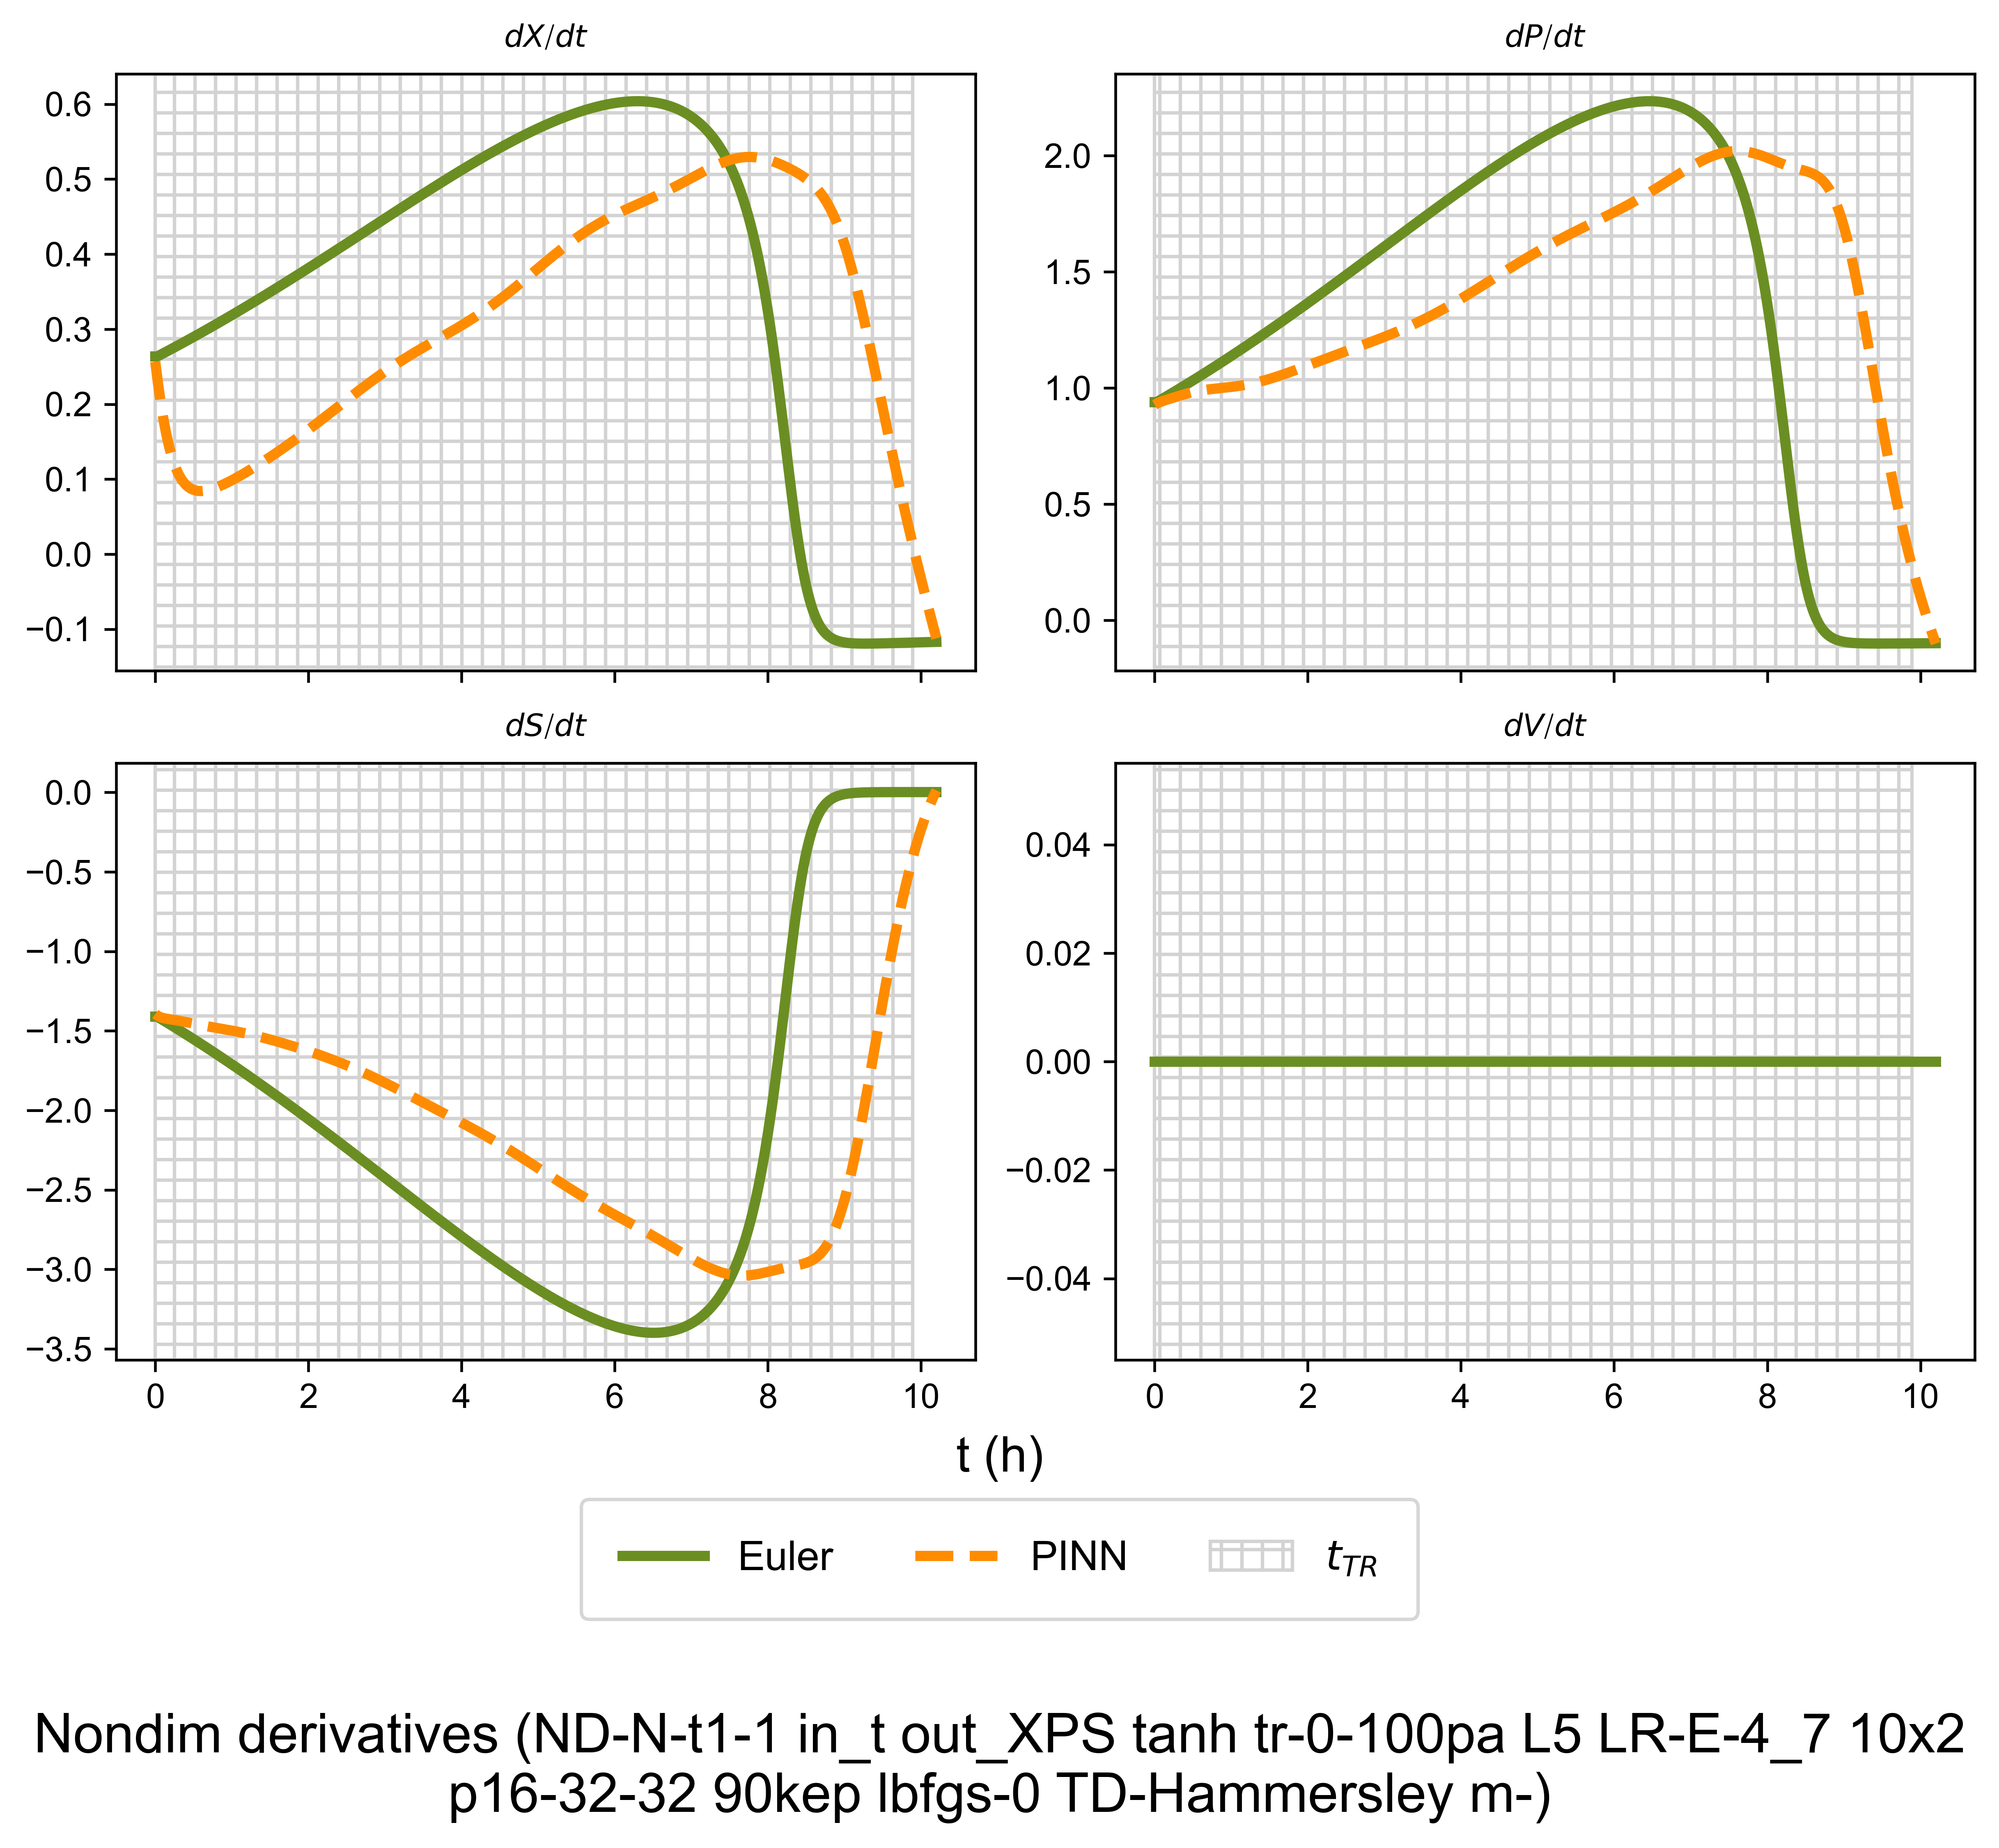 dX/dt
dP/dt
0.6
0.5
0.4
0.3
0.2
0.1
0.0
−0.1
2.0
1.5
1.0
0.5
0.0
dS/dt
dV/dt
0.0
−0.5
−1.0
−1.5
−2.0
−2.5
−3.0
−3.5
0 2 4 6 8 10
0.04
0.02
0.00
−0.02
−0.04
0 2 4 6 8 10
t (h)
Euler PINN t_TR
Nondim derivatives (ND-N-t1-1 in_t out_XPS tanh tr-0-100pa L5 LR-E-4_7 10x2
p16-32-32 90kep lbfgs-0 TD-Hammersley m-)